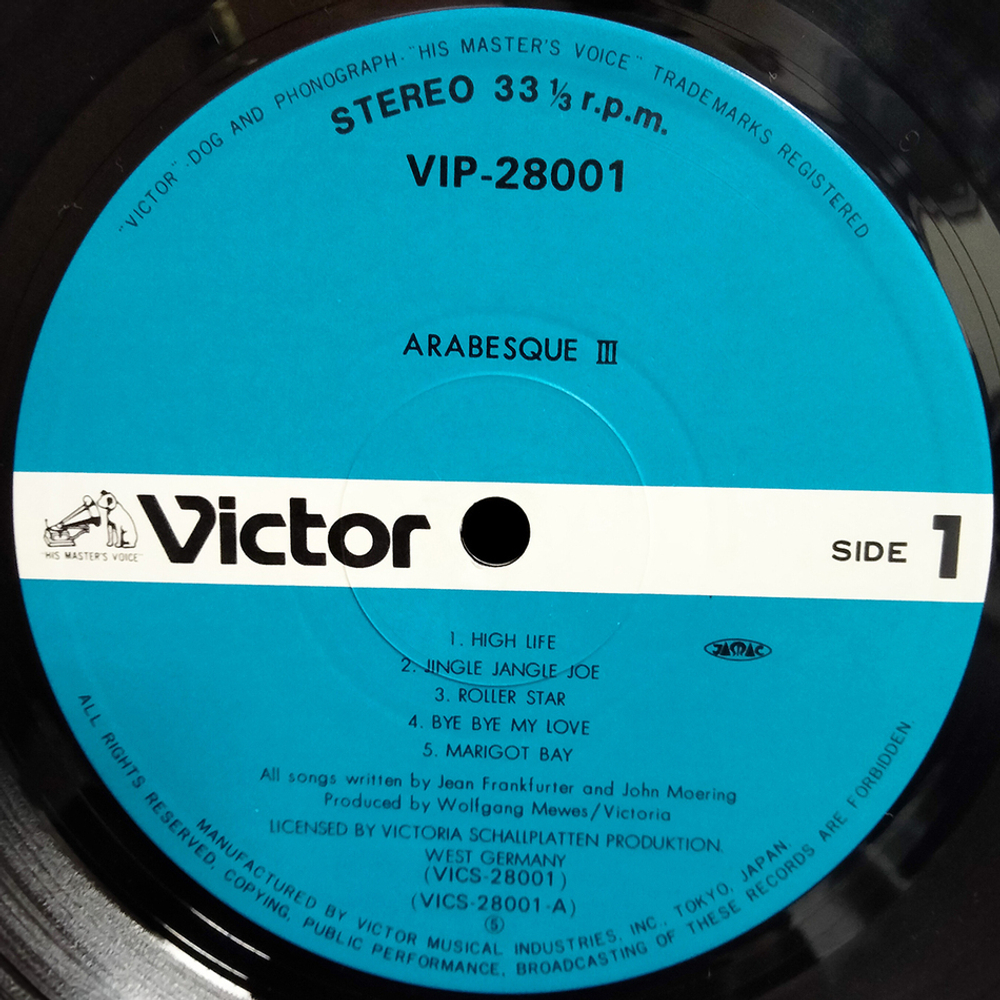 "VICTOR"·DOG AND PHONOGRAPH·"HIS MASTER'S VOICE" TRADEMARKS REGISTERED
STEREO 33 ⅓ r.p.m.
VIP-28001
ARABESQUE III
"HIS MASTER'S VOICE"
Victor
SIDE 1
1. HIGH LIFE
2. JINGLE JANGLE JOE
3. ROLLER STAR
4. BYE BYE MY LOVE
5. MARIGOT BAY
JASRAC
All songs written by Jean Frankfurter and John Moering
Produced by Wolfgang Mewes/Victoria
LICENSED BY VICTORIA SCHALLPLATTEN PRODUKTION.
WEST GERMANY
(VICS-28001)
(VICS-28001-A)
⑤
MANUFACTURED BY VICTOR MUSICAL INDUSTRIES, INC., TOKYO, JAPAN.
ALL RIGHTS RESERVED. COPYING, PUBLIC PERFORMANCE, BROADCASTING OF THESE RECORDS ARE FORBIDDEN